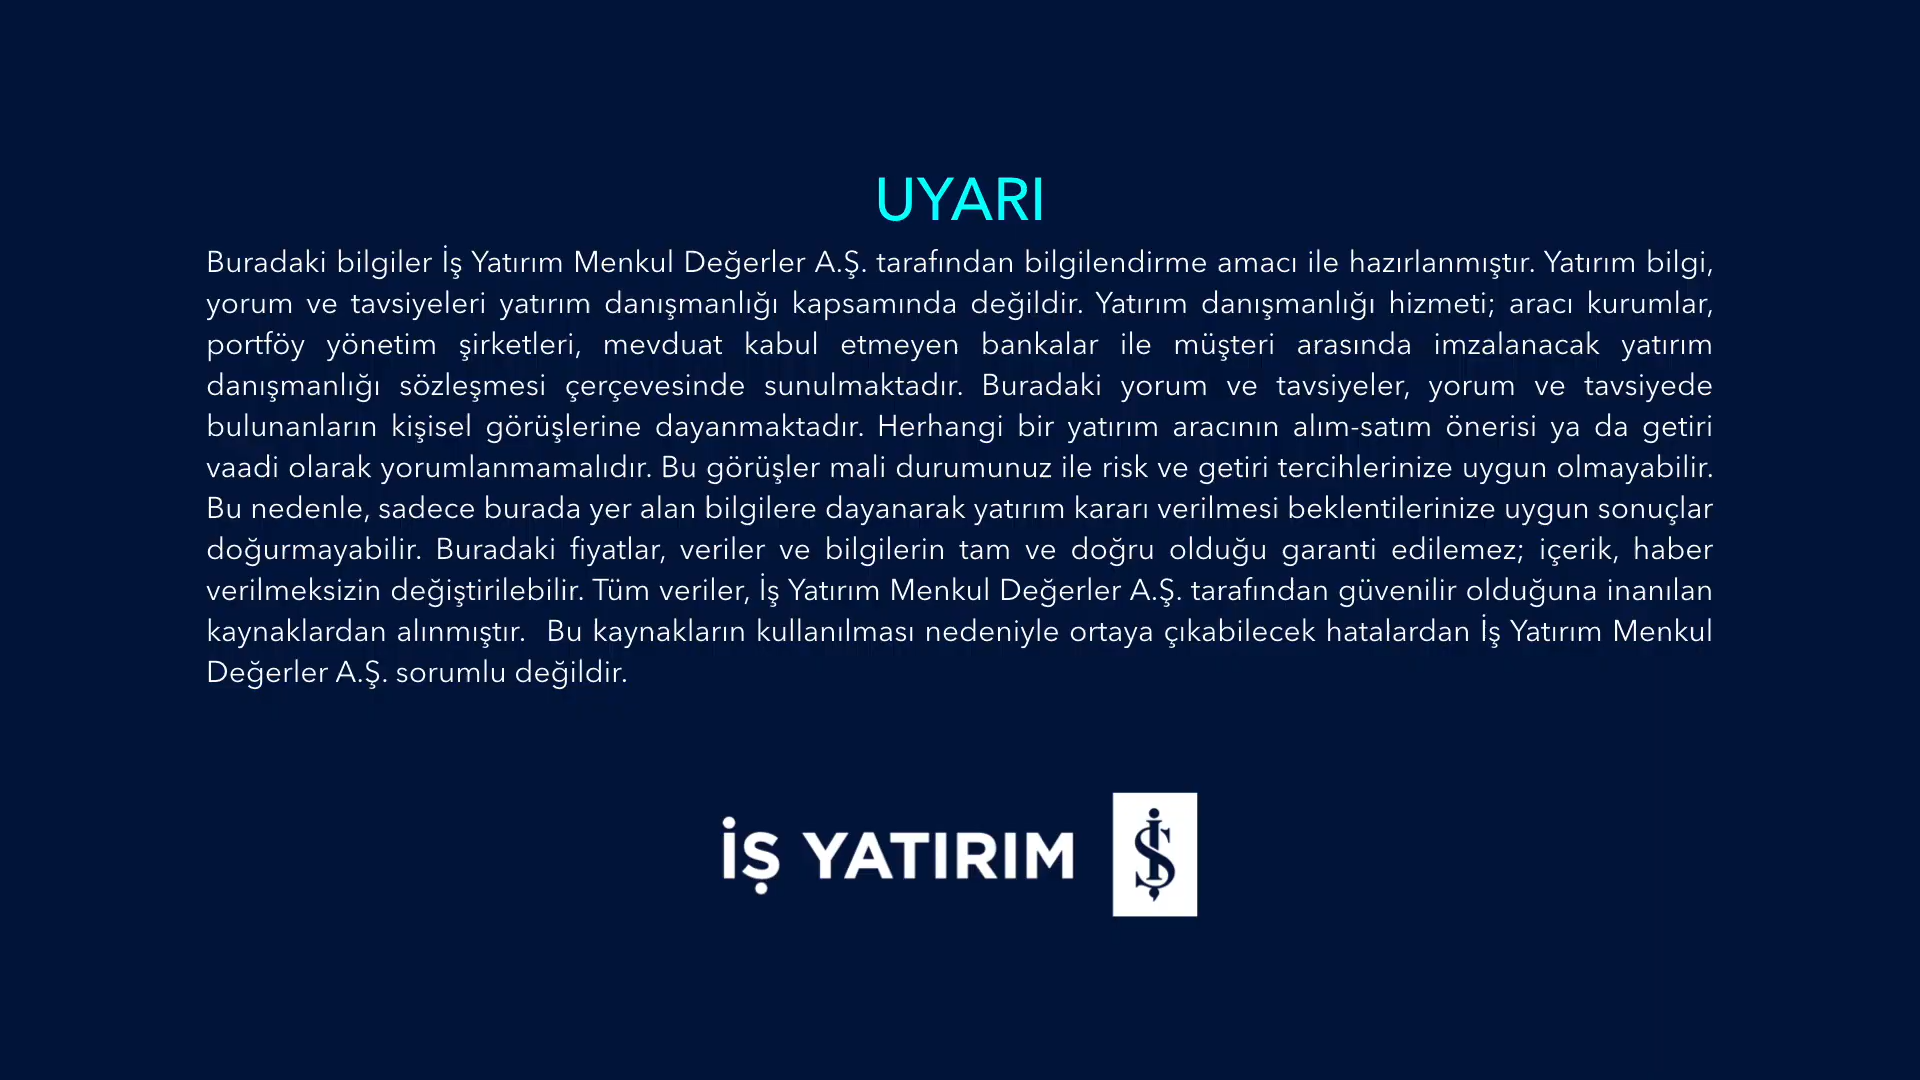 UYARI
Buradaki bilgiler İş Yatırım Menkul Değerler A.Ş. tarafından bilgilendirme amacı ile hazırlanmıştır. Yatırım bilgi,
yorum ve tavsiyeleri yatırım danışmanlığı kapsamında değildir. Yatırım danışmanlığı hizmeti; aracı kurumlar,
portföy yönetim şirketleri, mevduat kabul etmeyen bankalar ile müşteri arasında imzalanacak yatırım
danışmanlığı sözleşmesi çerçevesinde sunulmaktadır. Buradaki yorum ve tavsiyeler, yorum ve tavsiyede
bulunanların kişisel görüşlerine dayanmaktadır. Herhangi bir yatırım aracının alım-satım önerisi ya da getiri
vaadi olarak yorumlanmamalıdır. Bu görüşler mali durumunuz ile risk ve getiri tercihlerinize uygun olmayabilir.
Bu nedenle, sadece burada yer alan bilgilere dayanarak yatırım kararı verilmesi beklentilerinize uygun sonuçlar
doğurmayabilir. Buradaki fiyatlar, veriler ve bilgilerin tam ve doğru olduğu garanti edilemez; içerik, haber
verilmeksizin değiştirilebilir. Tüm veriler, İş Yatırım Menkul Değerler A.Ş. tarafından güvenilir olduğuna inanılan
kaynaklardan alınmıştır.  Bu kaynakların kullanılması nedeniyle ortaya çıkabilecek hatalardan İş Yatırım Menkul
Değerler A.Ş. sorumlu değildir.
İŞ YATIRIM İŞ